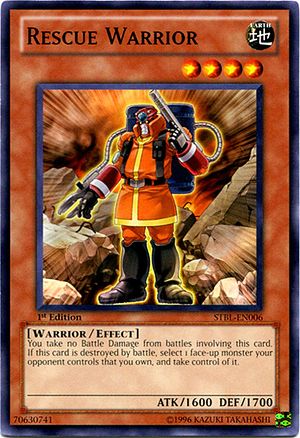 RESCUE WARRIOR
EARTH
地
1st Edition
STBL-EN006
[WARRIOR/EFFECT]
You take no Battle Damage from battles involving this card.
If this card is destroyed by battle, select 1 face-up monster your
opponent controls that you own, and take control of it.
ATK/1600 DEF/1700
70630741
©1996 KAZUKI TAKAHASHI